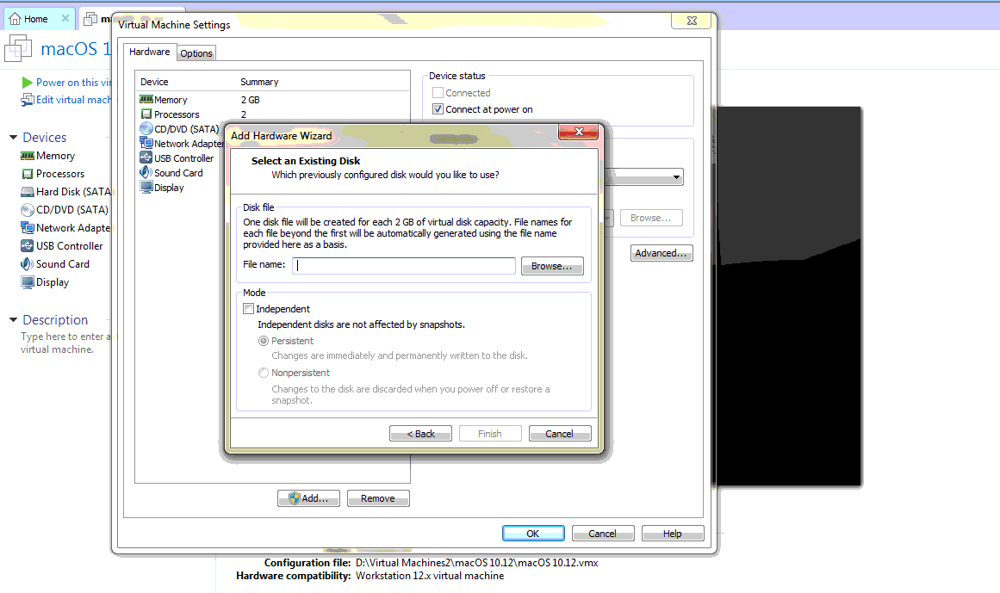 Home
macOS 1
Power on this vir
Edit virtual mach
Devices
Memory
Processors
Hard Disk (SATA
CD/DVD (SATA)
Network Adapte
USB Controller
Sound Card
Display
Description
Type here to enter a
virtual machine.
Virtual Machine Settings
Hardware
Options
Device
Summary
Memory
2 GB
Processors
2
CD/DVD (SATA)
Network Adapter
USB Controller
Sound Card
Display
Add...
Remove
Device status
Connected
Connect at power on
Browse...
Advanced...
OK
Cancel
Help
Add Hardware Wizard
Select an Existing Disk
Which previously configured disk would you like to use?
Disk file
One disk file will be created for each 2 GB of virtual disk capacity. File names for
each file beyond the first will be automatically generated using the file name
provided here as a basis.
File name:
Browse...
Mode
Independent
Independent disks are not affected by snapshots.
Persistent
Changes are immediately and permanently written to the disk.
Nonpersistent
Changes to the disk are discarded when you power off or restore a
snapshot.
< Back
Finish
Cancel
Configuration file: D:\Virtual Machines2\macOS 10.12\macOS 10.12.vmx
Hardware compatibility: Workstation 12.x virtual machine